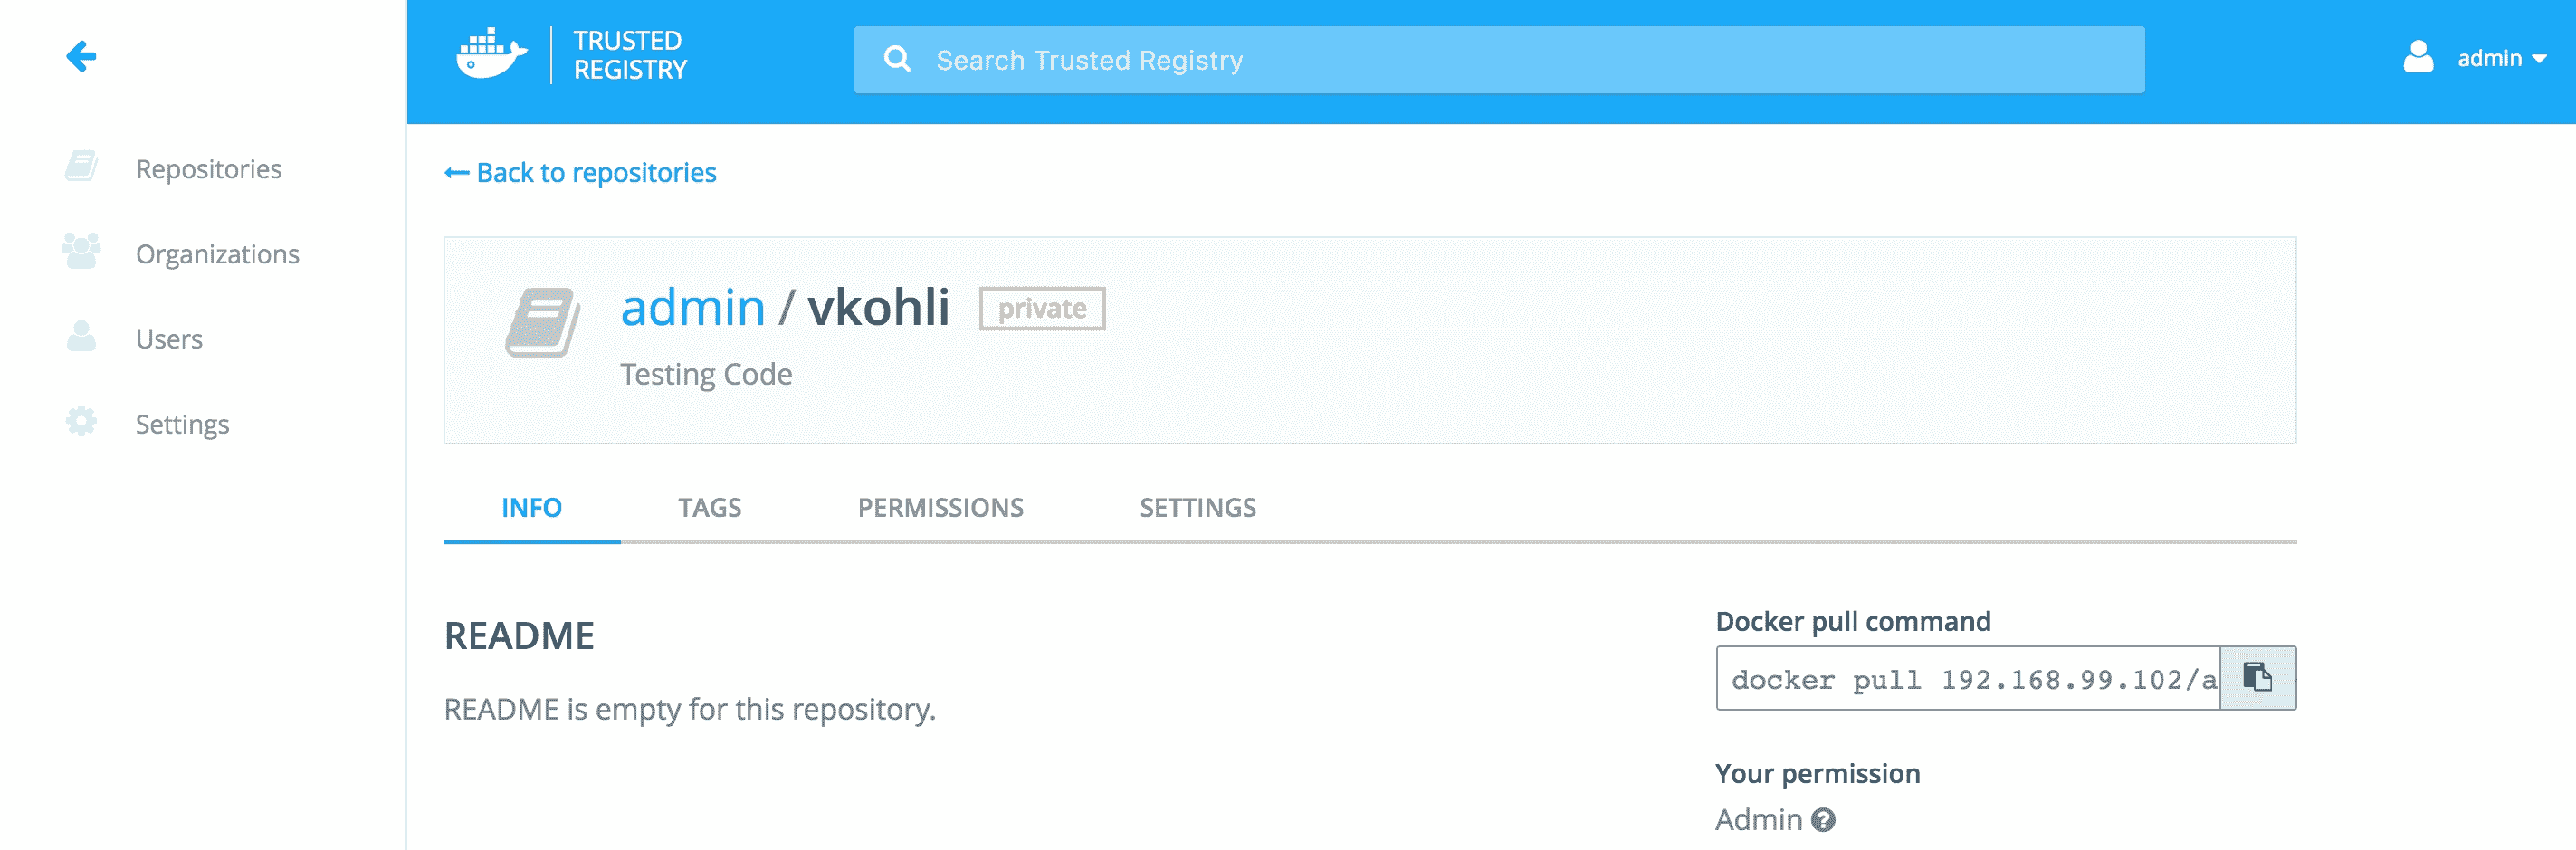 TRUSTED
REGISTRY
Search Trusted Registry
admin
Repositories
Organizations
Users
Settings
Back to repositories
admin / vkohli private
Testing Code
INFO TAGS PERMISSIONS SETTINGS
README
README is empty for this repository.
Docker pull command
docker pull 192.168.99.102/a
Your permission
Admin